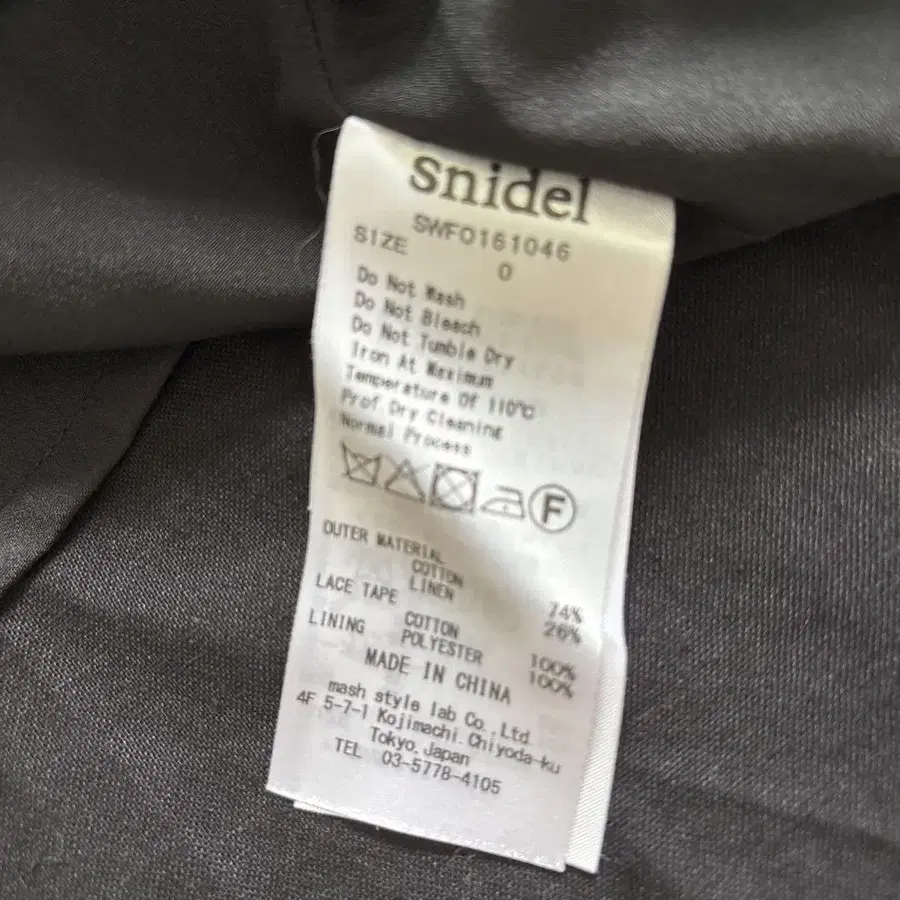 snidel
SWFO161046
SIZE 0
Do Not Wash
Do Not Bleach
Do Not Tumble Dry
Iron At Maximum
Temperature Of 110℃
Prof Dry Cleaning
Normal Process
F
OUTER MATERIAL
COTTON 74%
LINEN 26%
LACE TAPE COTTON 100%
LINING POLYESTER 100%
MADE IN CHINA
mash style lab Co.,Ltd.
4F 5-7-1 Kojimachi.Chiyoda-ku
Tokyo.Japan
TEL 03-5778-4105